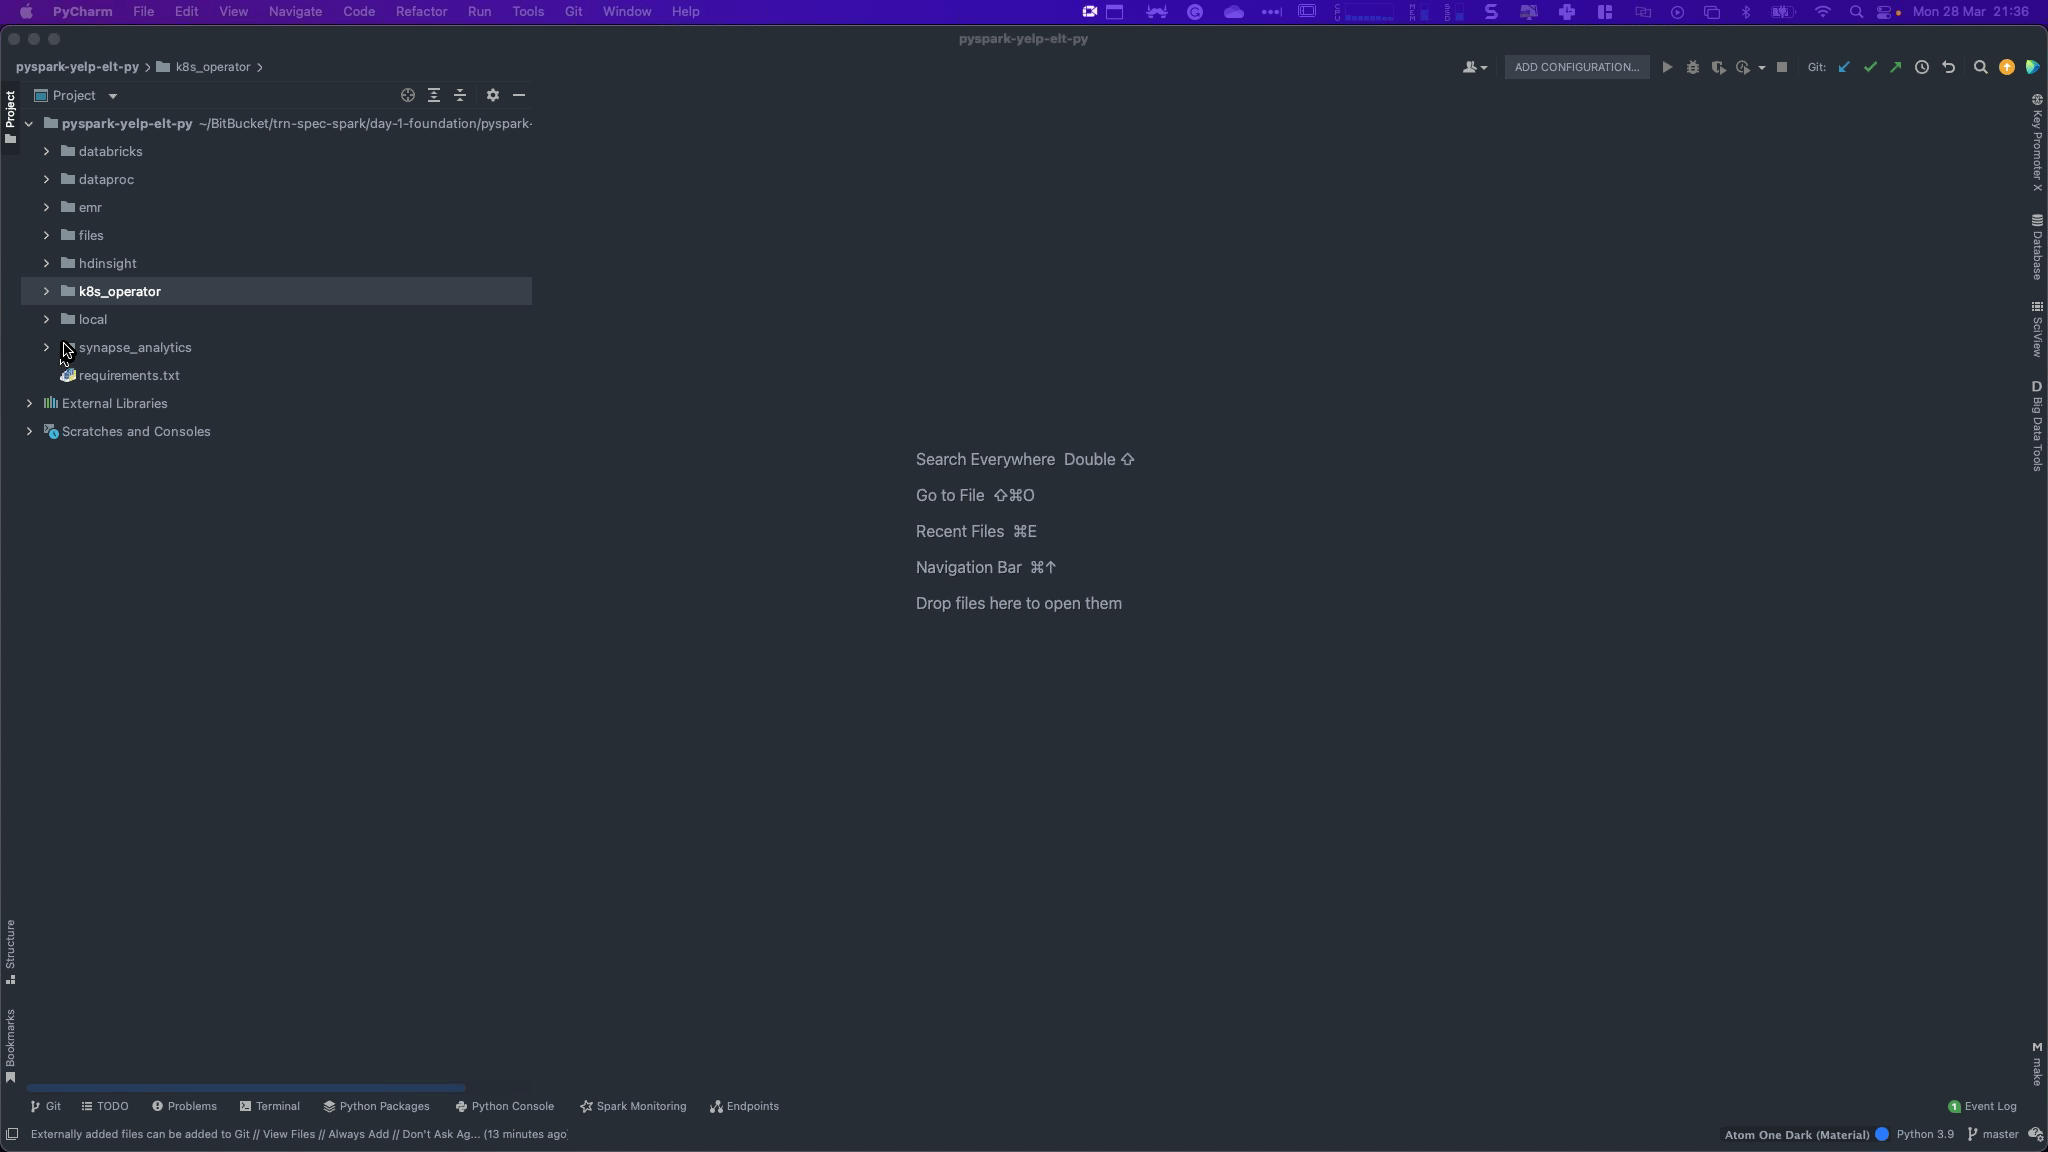 PyCharm File Edit View Navigate Code Refactor Run Tools Git Window Help Mon 28 Mar 21:36
pyspark-yelp-elt-py
pyspark-yelp-elt-py k8s_operator ADD CONFIGURATION... Git:
Project
Project
pyspark-yelp-elt-py ~/BitBucket/trn-spec-spark/day-1-foundation/pyspark-
databricks
dataproc
emr
files
hdinsight
k8s_operator
local
synapse_analytics
requirements.txt
External Libraries
Scratches and Consoles
Search Everywhere Double ⇧
Go to File ⇧⌘O
Recent Files ⌘E
Navigation Bar ⌘↑
Drop files here to open them
Key Promoter X
Database
SciView
D Big Data Tools
M make
Structure
Bookmarks
Git TODO Problems Terminal Python Packages Python Console Spark Monitoring Endpoints 1 Event Log
Externally added files can be added to Git // View Files // Always Add // Don't Ask Ag... (13 minutes ago) Atom One Dark (Material) Python 3.9 master